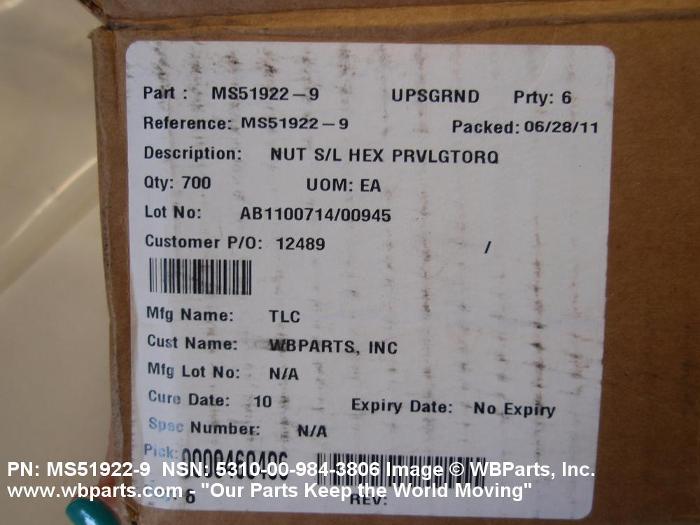 Part : MS51922-9 UPSGRND Prty: 6
Reference: MS51922-9 Packed: 06/28/11
Description: NUT S/L HEX PRVLGTORQ
Qty: 700 UOM: EA
Lot No: AB1100714/00945
Customer P/O: 12489 /
Mfg Name: TLC
Cust Name: WBPARTS, INC
Mfg Lot No: N/A
Cure Date: 10 Expiry Date: No Expiry
Spec Number: N/A
Pick:
PN: MS51922-9 NSN: 5310-00-984-3806 Image © WBParts, Inc.
www.wbparts.com - "Our Parts Keep the World Moving"
6 REV: